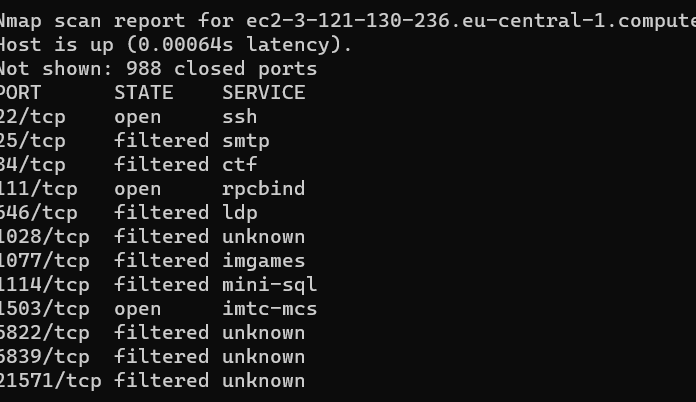 Nmap scan report for ec2-3-121-130-236.eu-central-1.compute
Host is up (0.00064s latency).
Not shown: 988 closed ports
PORT STATE SERVICE
22/tcp open ssh
25/tcp filtered smtp
84/tcp filtered ctf
111/tcp open rpcbind
646/tcp filtered ldp
1028/tcp filtered unknown
1077/tcp filtered imgames
1114/tcp filtered mini-sql
1503/tcp open imtc-mcs
6822/tcp filtered unknown
6839/tcp filtered unknown
21571/tcp filtered unknown